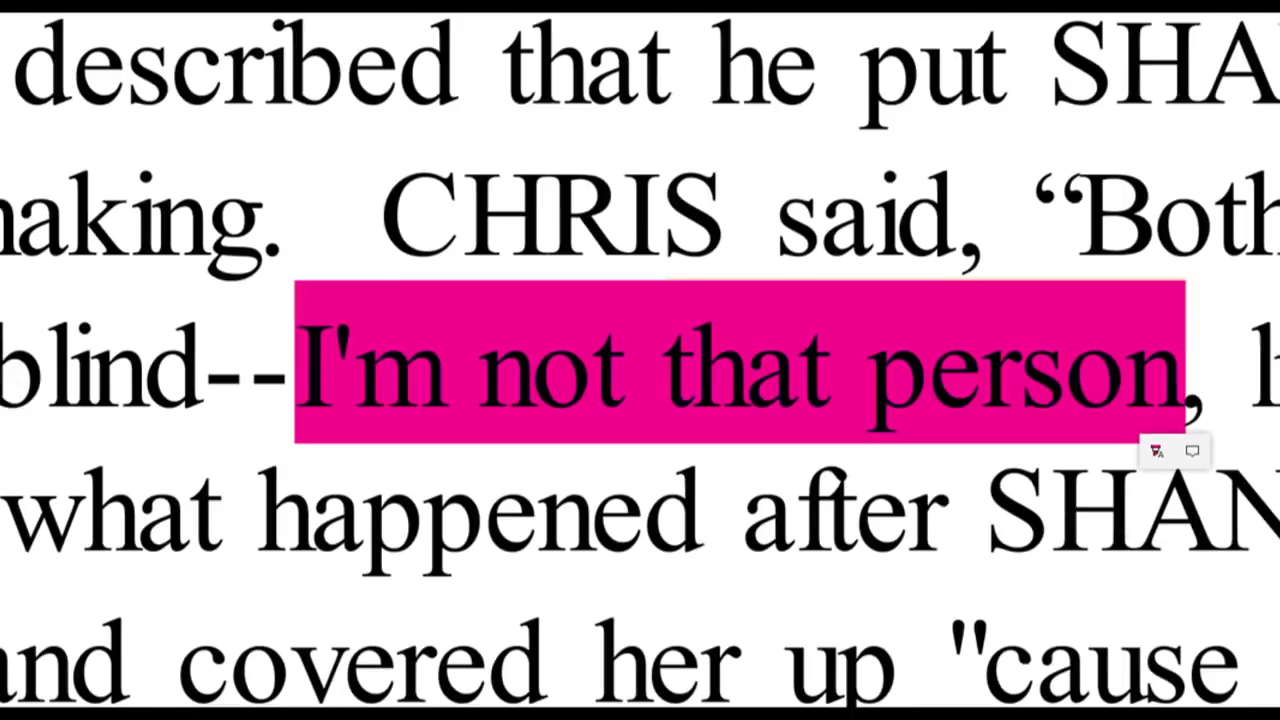 described that he put SHA
naking. CHRIS said, “Both
blind--I'm not that person, h
what happened after SHAN
and covered her up "cause